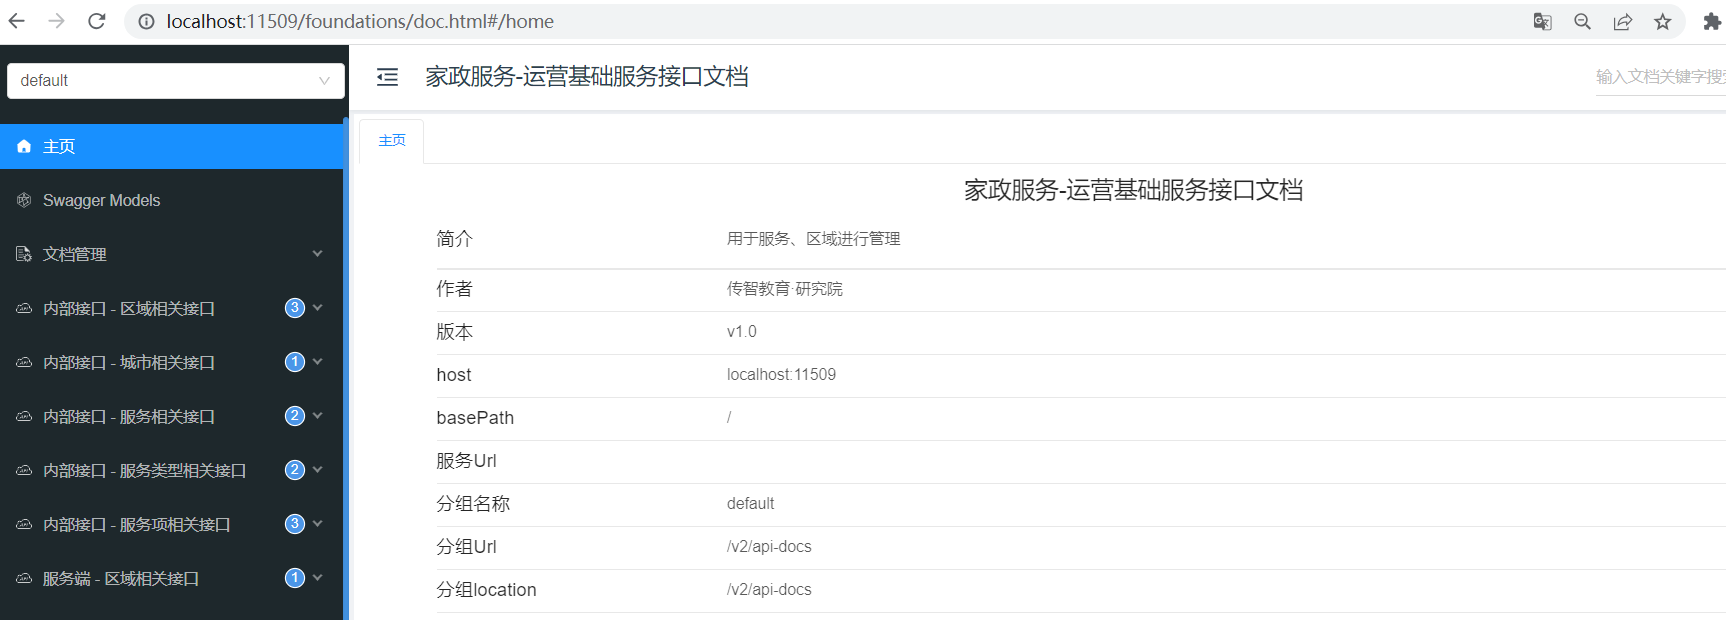 localhost:11509/foundations/doc.html#/home
default
家政服务-运营基础服务接口文档
输入文档关键字搜
主页
主页
Swagger Models
文档管理
内部接口 - 区域相关接口 3
内部接口 - 城市相关接口 1
内部接口 - 服务相关接口 2
内部接口 - 服务类型相关接口 2
内部接口 - 服务项相关接口 3
服务端 - 区域相关接口 1
家政服务-运营基础服务接口文档
简介 用于服务、区域进行管理
作者 传智教育·研究院
版本 v1.0
host localhost:11509
basePath /
服务Url
分组名称 default
分组Url /v2/api-docs
分组location /v2/api-docs